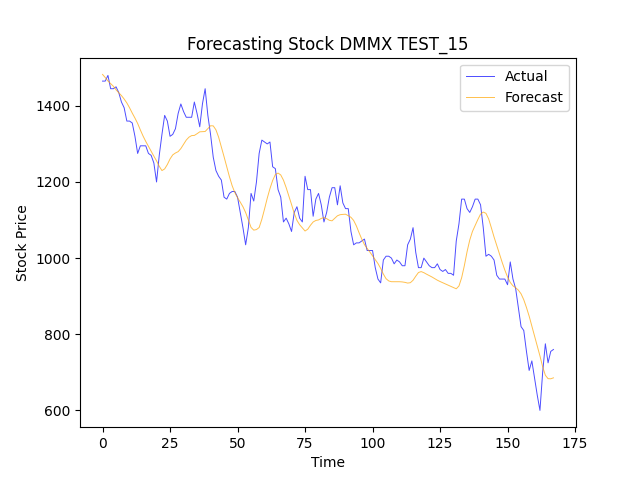 Forecasting Stock DMMX TEST_15
Actual
Forecast
Stock Price
1400
1200
1000
800
600
0 25 50 75 100 125 150 175
Time